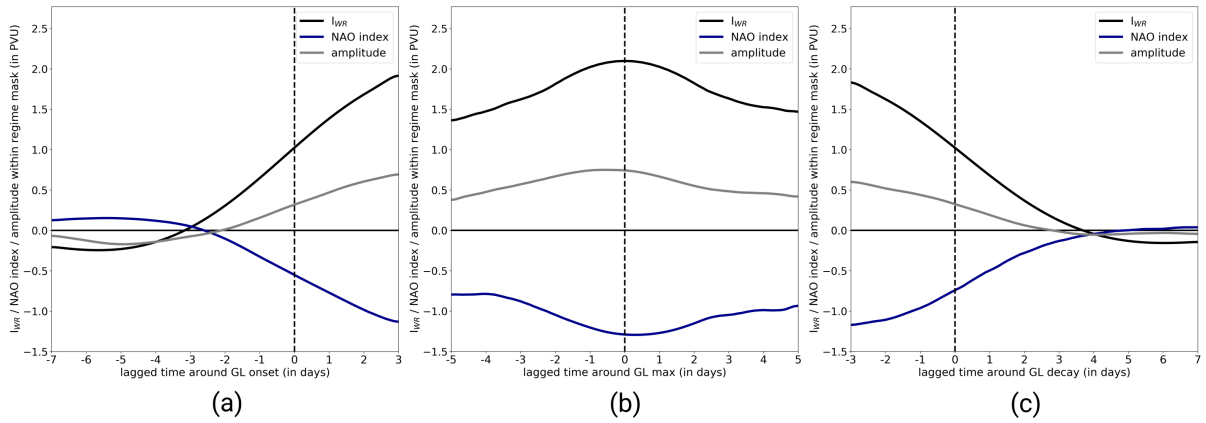 I_WR / NAO index / amplitude within regime mask (in PVU)
2.5
2.0
1.5
1.0
0.5
0.0
−0.5
−1.0
−1.5
I_WR
NAO index
amplitude
-7 -6 -5 -4 -3 -2 -1 0 1 2 3
lagged time around GL onset (in days)
(a)
I_WR / NAO index / amplitude within regime mask (in PVU)
2.5
2.0
1.5
1.0
0.5
0.0
−0.5
−1.0
−1.5
I_WR
NAO index
amplitude
-5 -4 -3 -2 -1 0 1 2 3 4 5
lagged time around GL max (in days)
(b)
I_WR / NAO index / amplitude within regime mask (in PVU)
2.5
2.0
1.5
1.0
0.5
0.0
−0.5
−1.0
−1.5
I_WR
NAO index
amplitude
-3 -2 -1 0 1 2 3 4 5 6 7
lagged time around GL decay (in days)
(c)